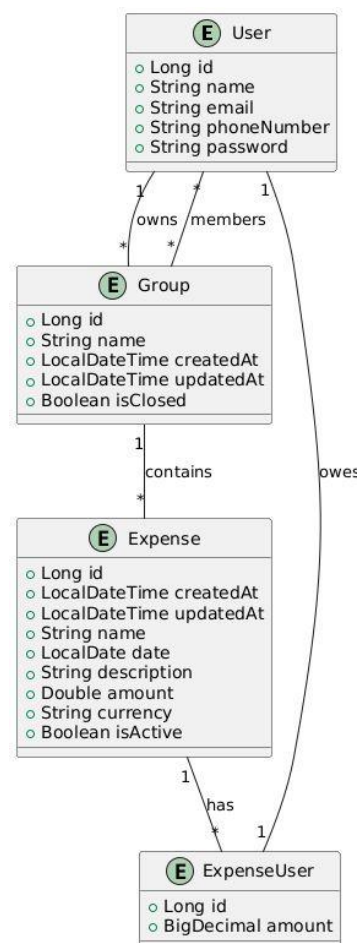 E User
Long id
String name
String email
String phoneNumber
String password
1 * 1
owns members
* *
E Group
Long id
String name
LocalDateTime createdAt
LocalDateTime updatedAt
Boolean isClosed
1
contains owes
*
E Expense
Long id
LocalDateTime createdAt
LocalDateTime updatedAt
String name
LocalDate date
String description
Double amount
String currency
Boolean isActive
1
has
* 1
E ExpenseUser
Long id
BigDecimal amount